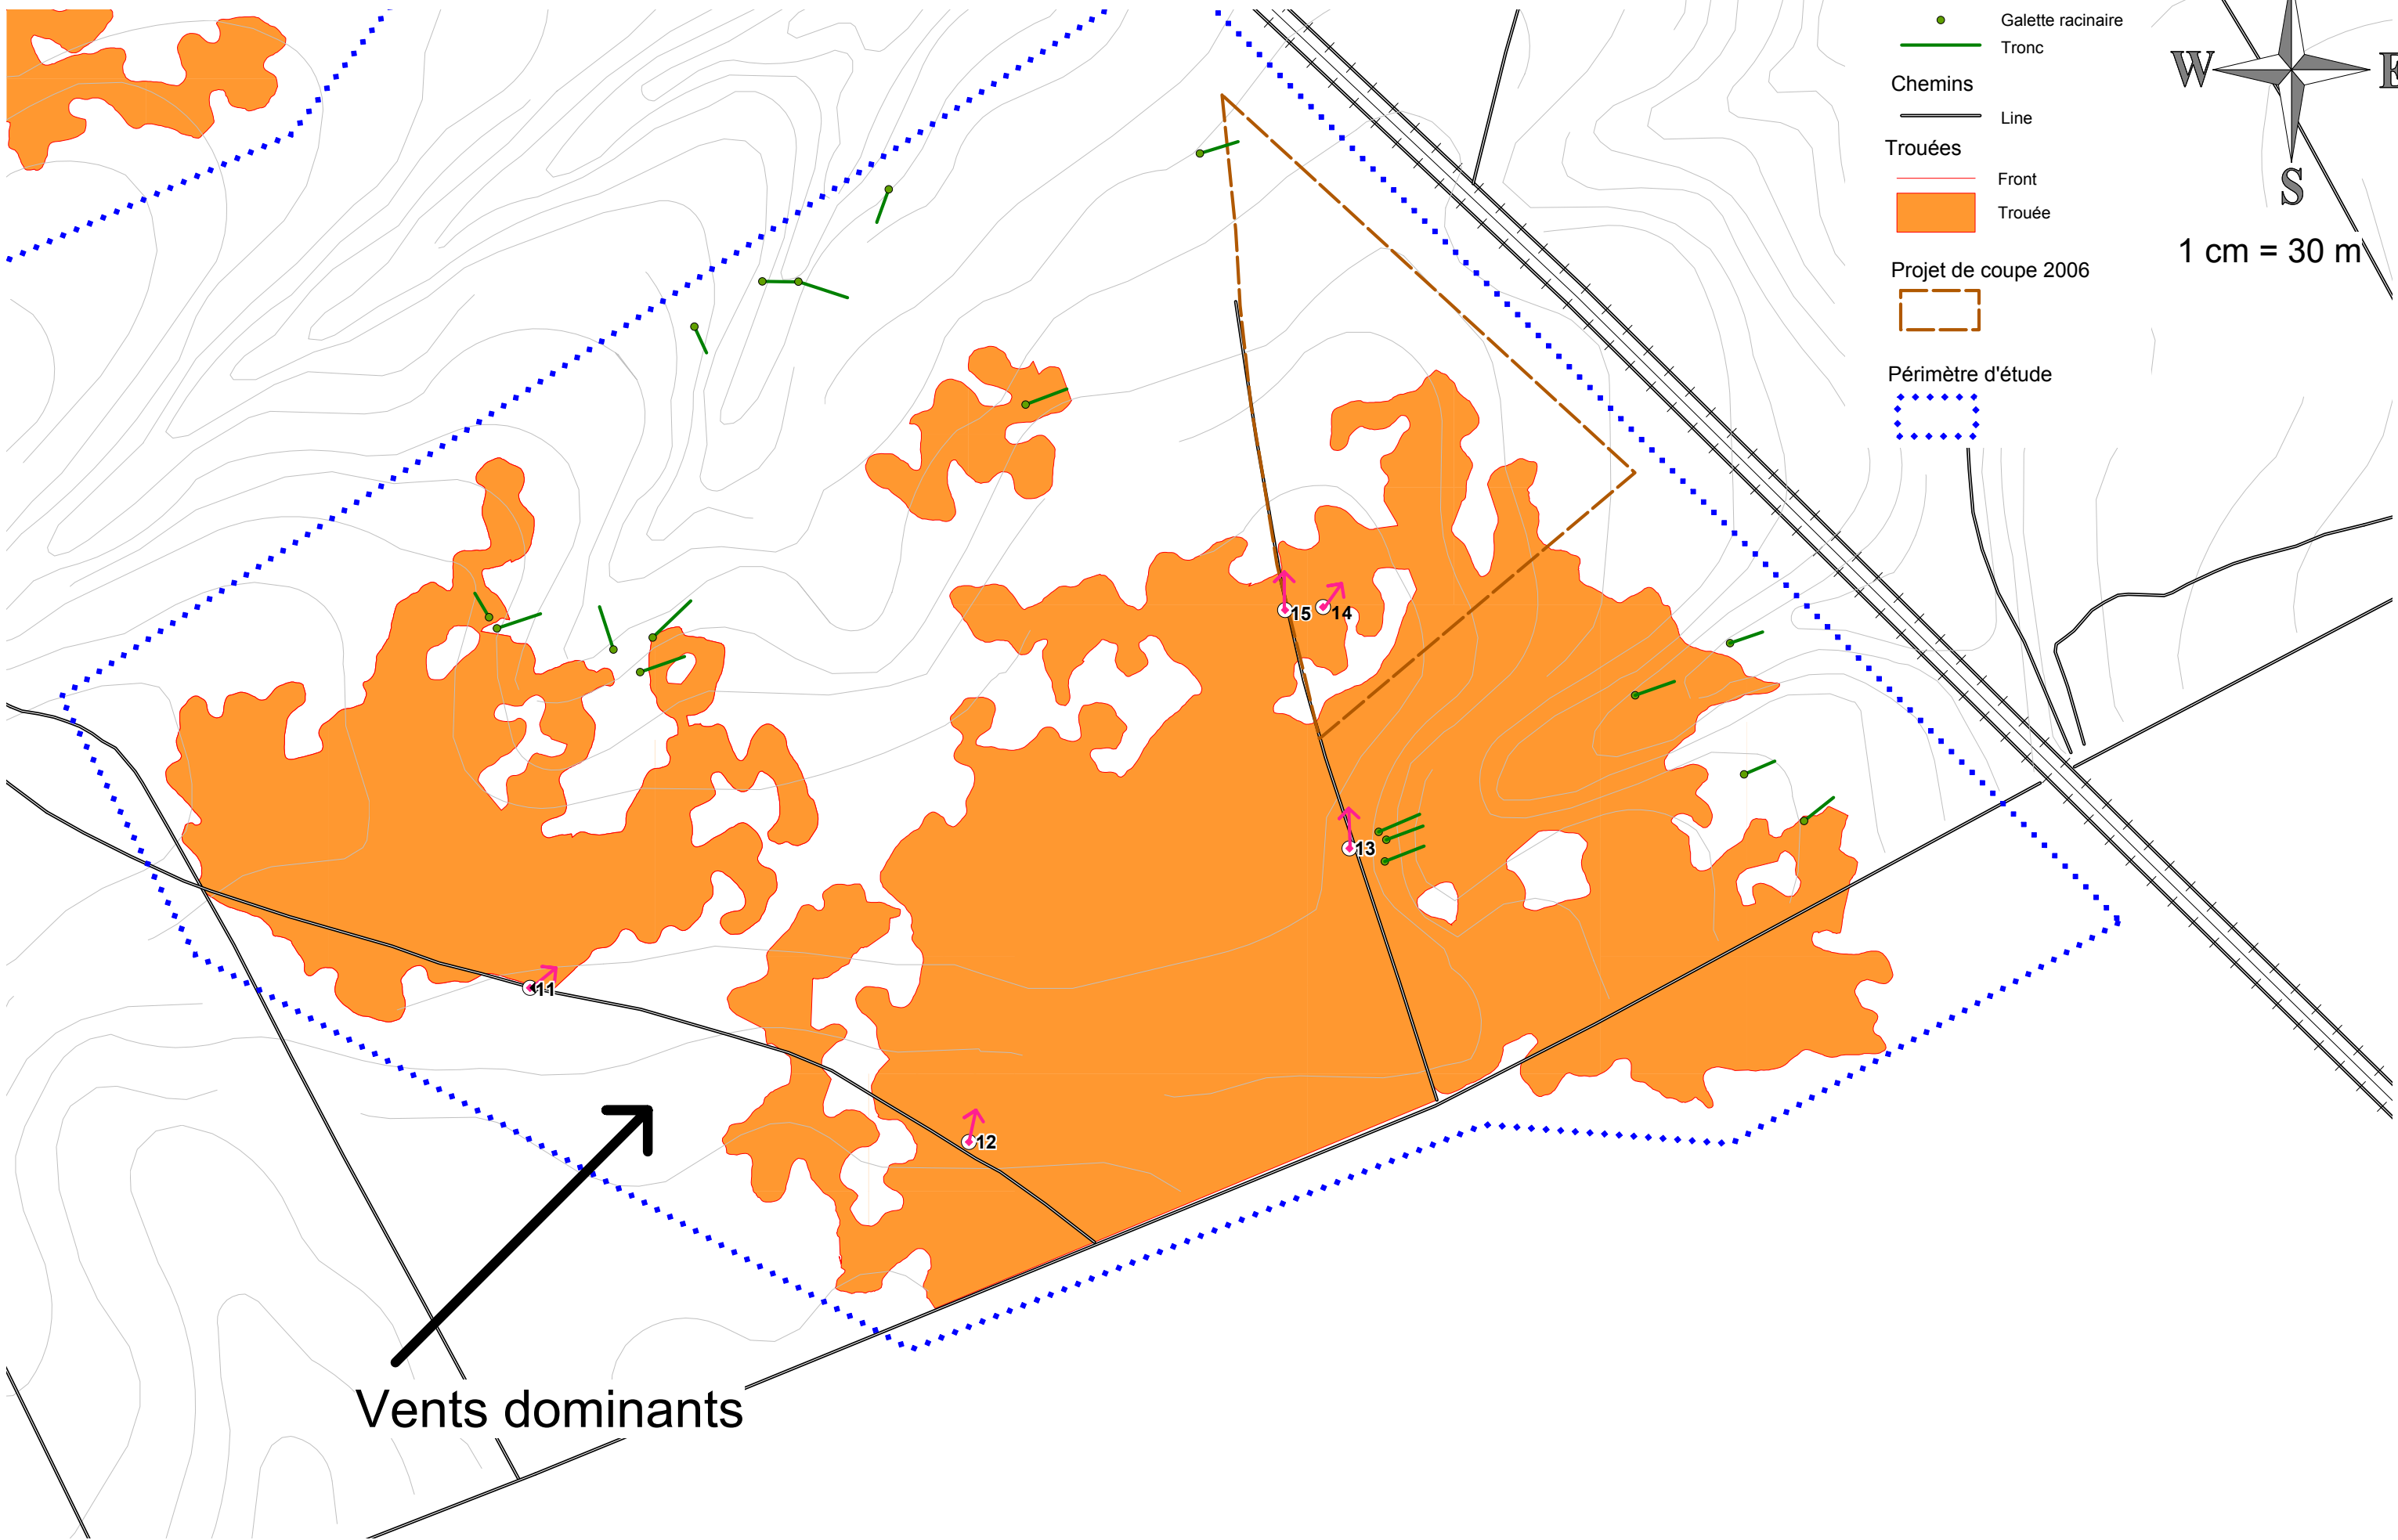 Galette racinaire
Tronc
Chemins
Line
Trouées
Front
Trouée
Projet de coupe 2006
Périmètre d'étude
W
E
S
1 cm = 30 m
15
14
13
11
12
Vents dominants